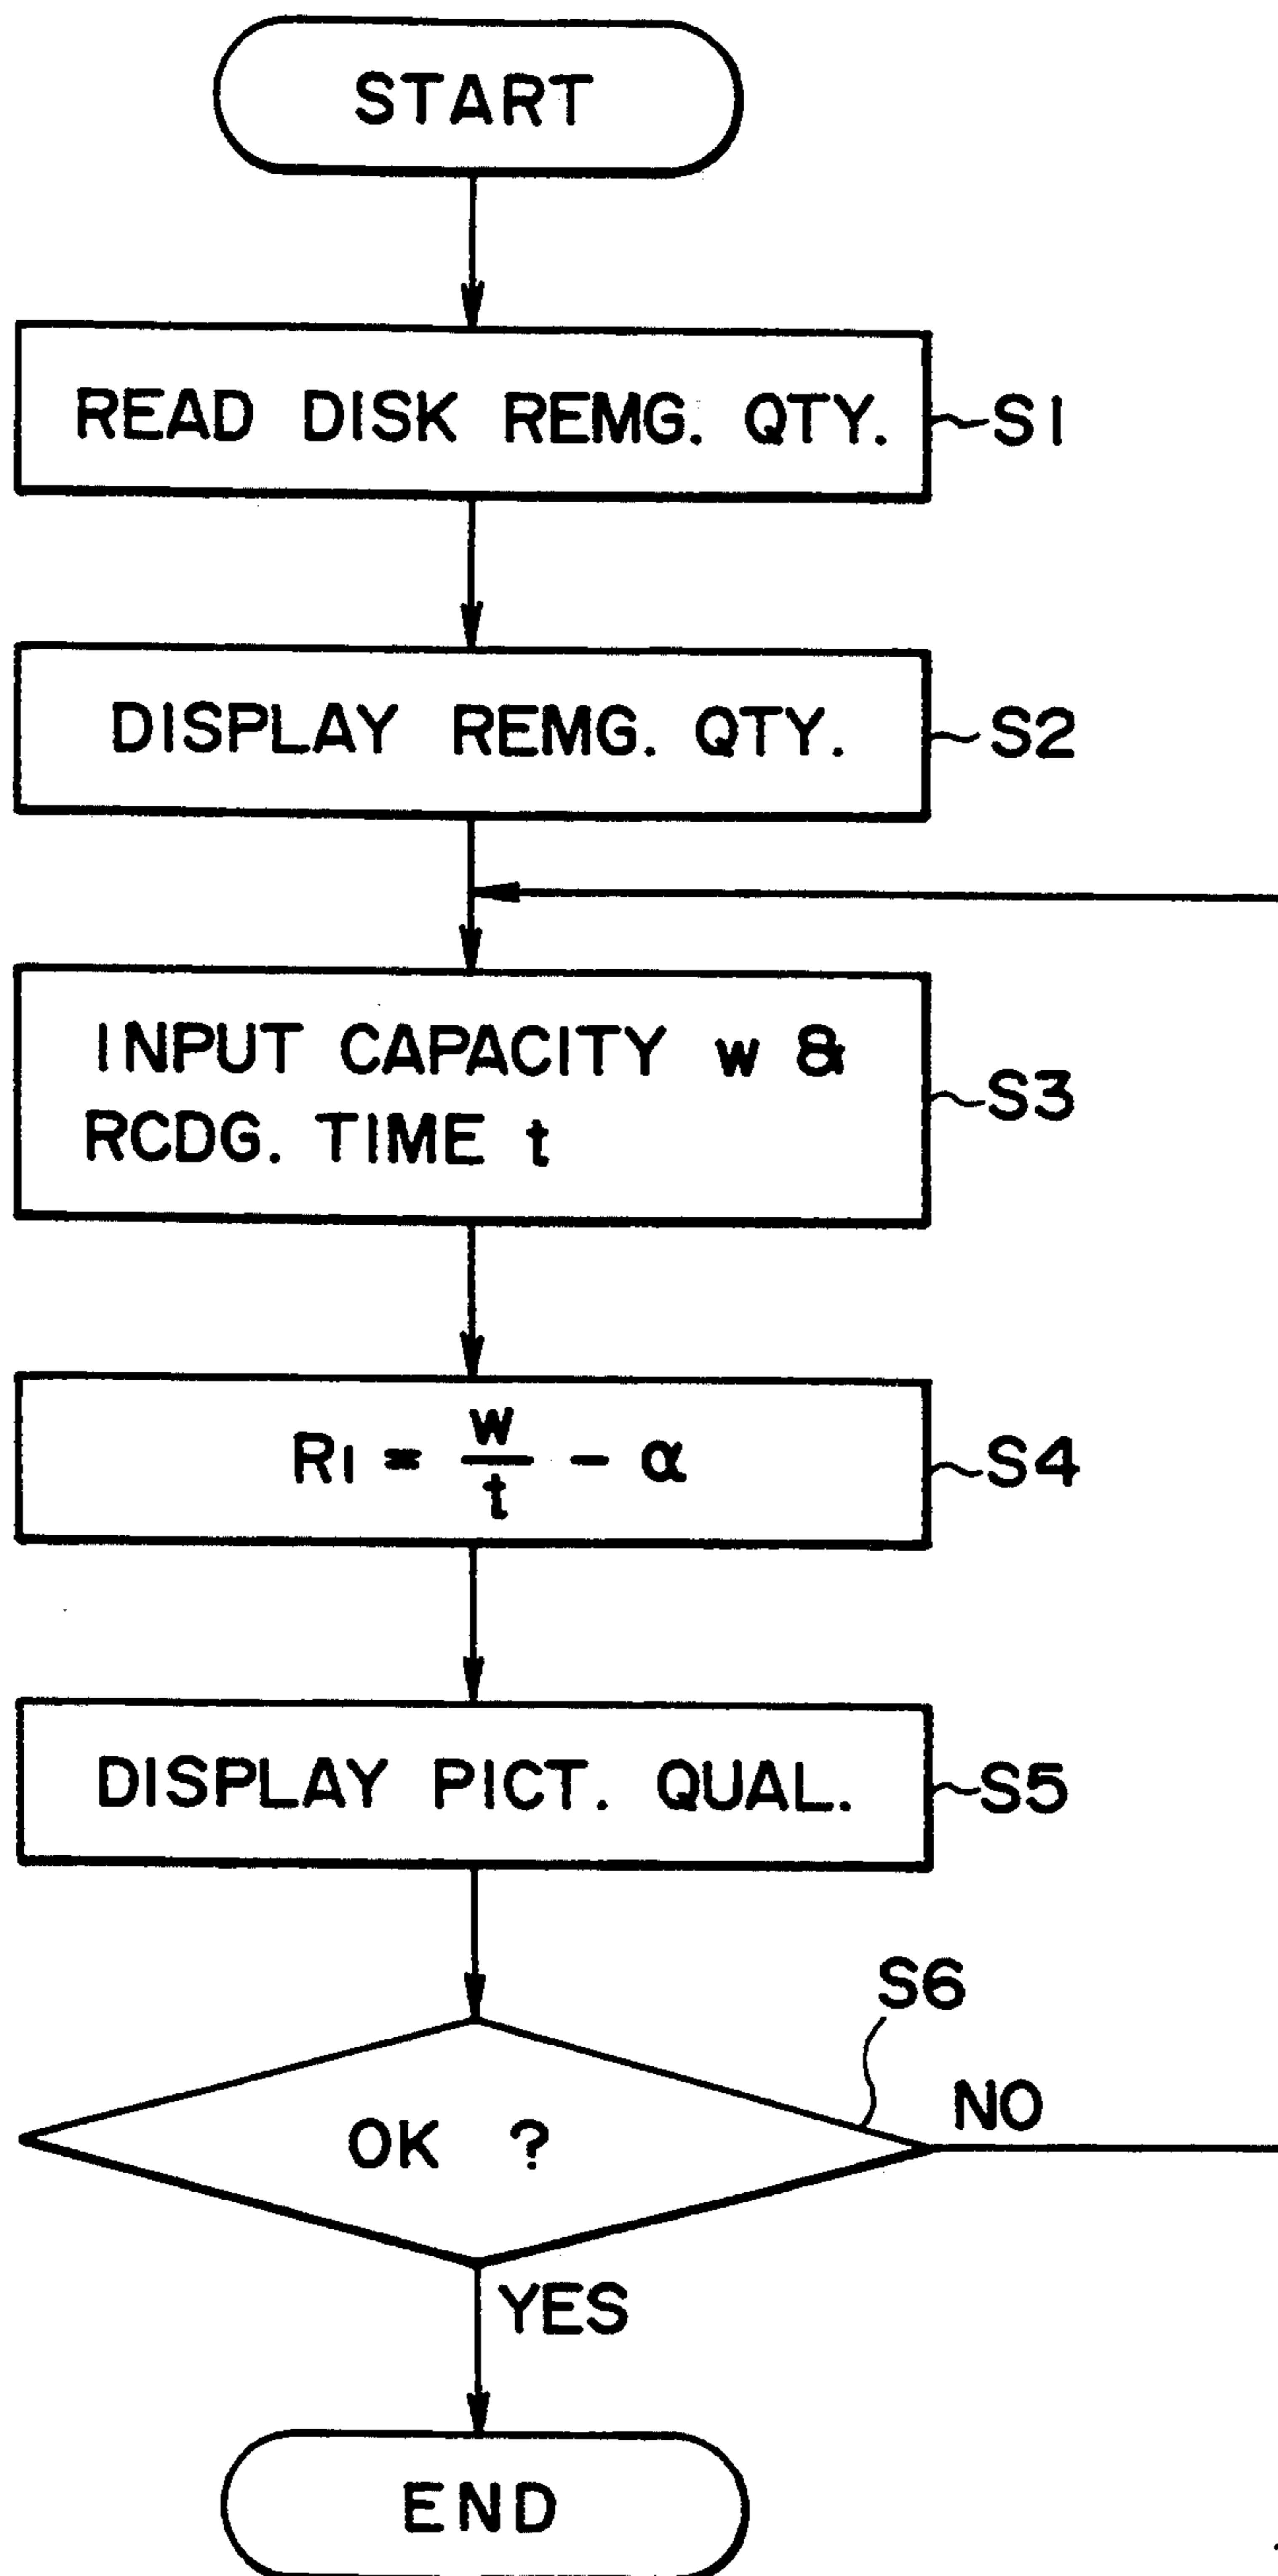 START
READ DISK REMG. QTY.
S1
DISPLAY REMG. QTY.
S2
INPUT CAPACITY w &
RCDG. TIME t
S3
R1 = w/t - α
S4
DISPLAY PICT. QUAL.
S5
S6
OK ?
NO
YES
END